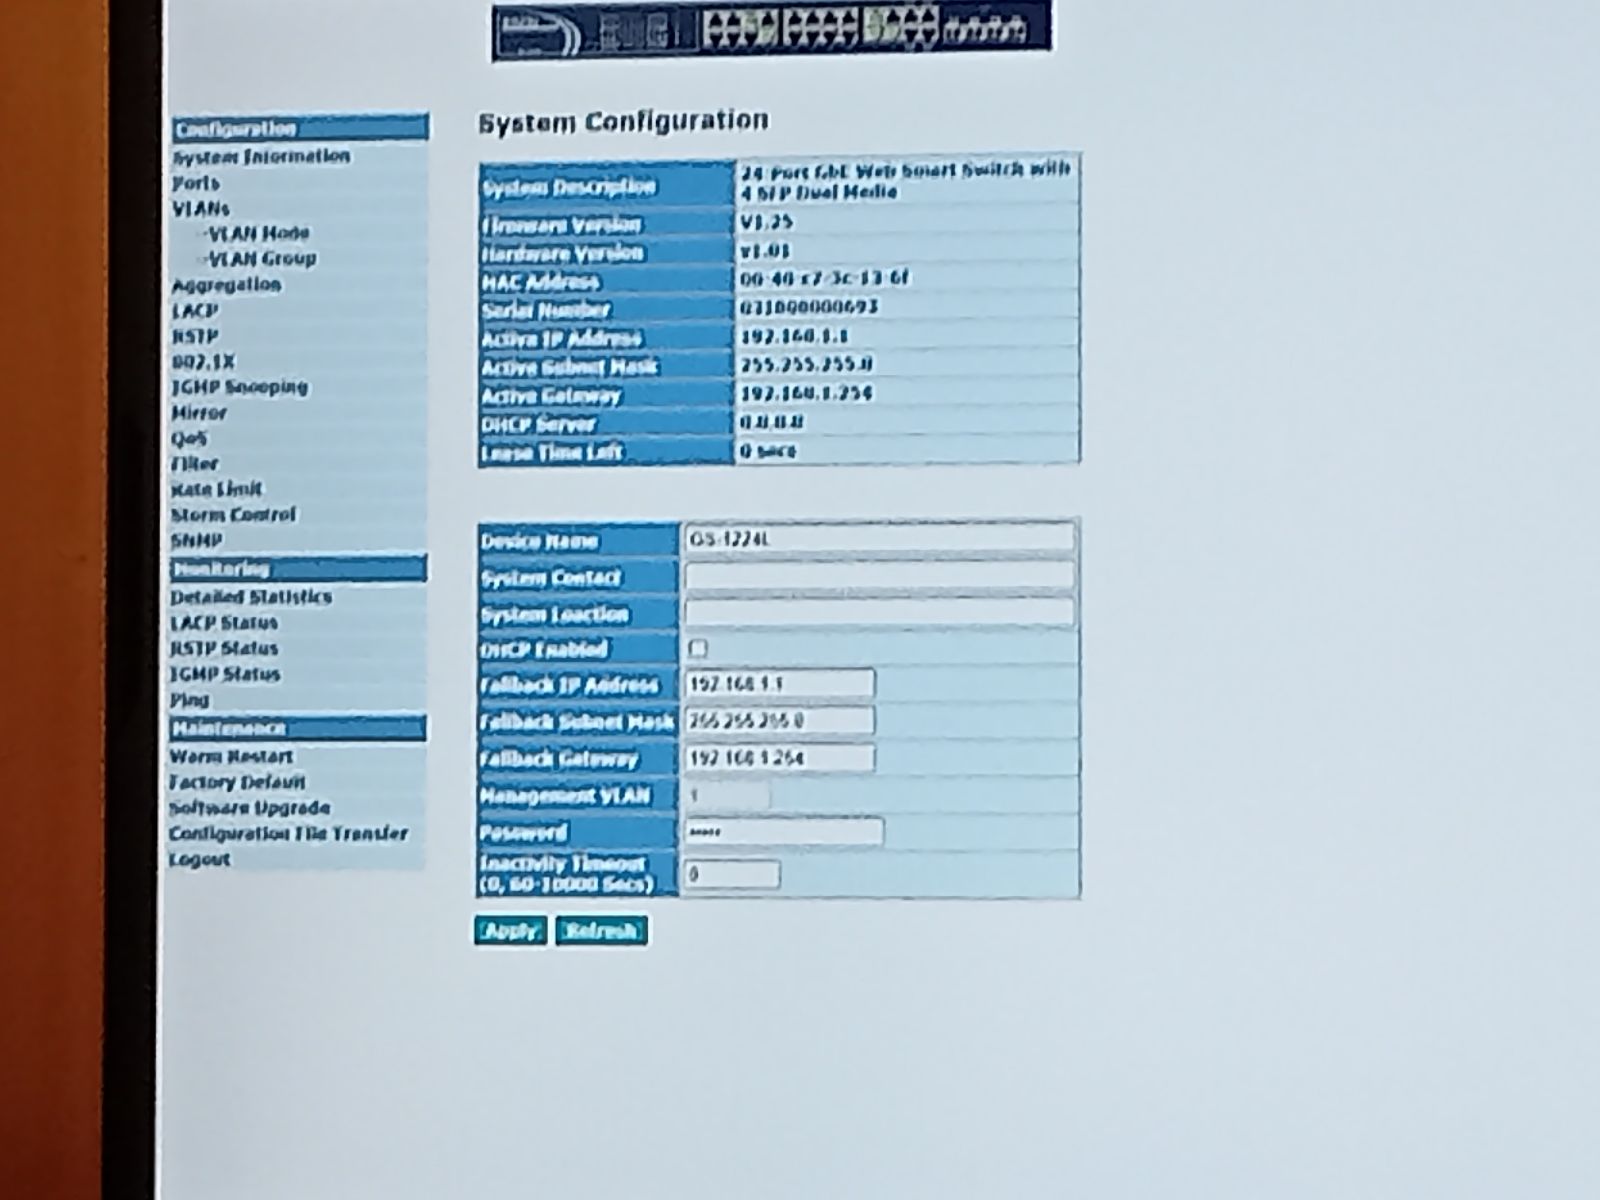 Configuration
System Information
Ports
VLANs
VLAN Mode
VLAN Group
Aggregation
LACP
RSTP
802.1X
IGMP Snooping
Mirror
QoS
Filter
Rate Limit
Storm Control
SNMP
Monitoring
Detailed Statistics
LACP Status
RSTP Status
IGMP Status
Ping
Maintenance
Warm Restart
Factory Default
Software Upgrade
Configuration File Transfer
Logout
System Configuration
System Description 24 Port GbE Web Smart Switch with
4 SFP Dual Media
Firmware Version V1.25
Hardware Version v1.01
MAC Address 00-40-c7-3c-13-6f
Serial Number 031000000693
Active IP Address 192.168.1.1
Active Subnet Mask 255.255.255.0
Active Gateway 192.168.1.254
DHCP Server 0.0.0.0
Lease Time Left 0 secs
Device Name GS-1224L
System Contact
System Loaction
DHCP Enabled
Fallback IP Address 192.168.1.1
Fallback Subnet Mask 255.255.255.0
Fallback Gateway 192.168.1.254
Management VLAN 1
Password
Inactivity Timeout 0
(0, 60-10000 Secs)
Apply Refresh